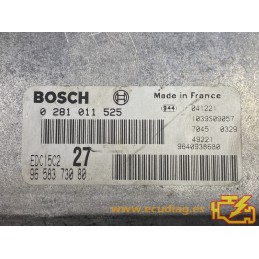 BOSCH
Made in France
0 281 011 525
944 041221
1039S09057
7045 0329
49221
9640938680
EDC15C2 27
96 583 730 80
www.ecudiag.es